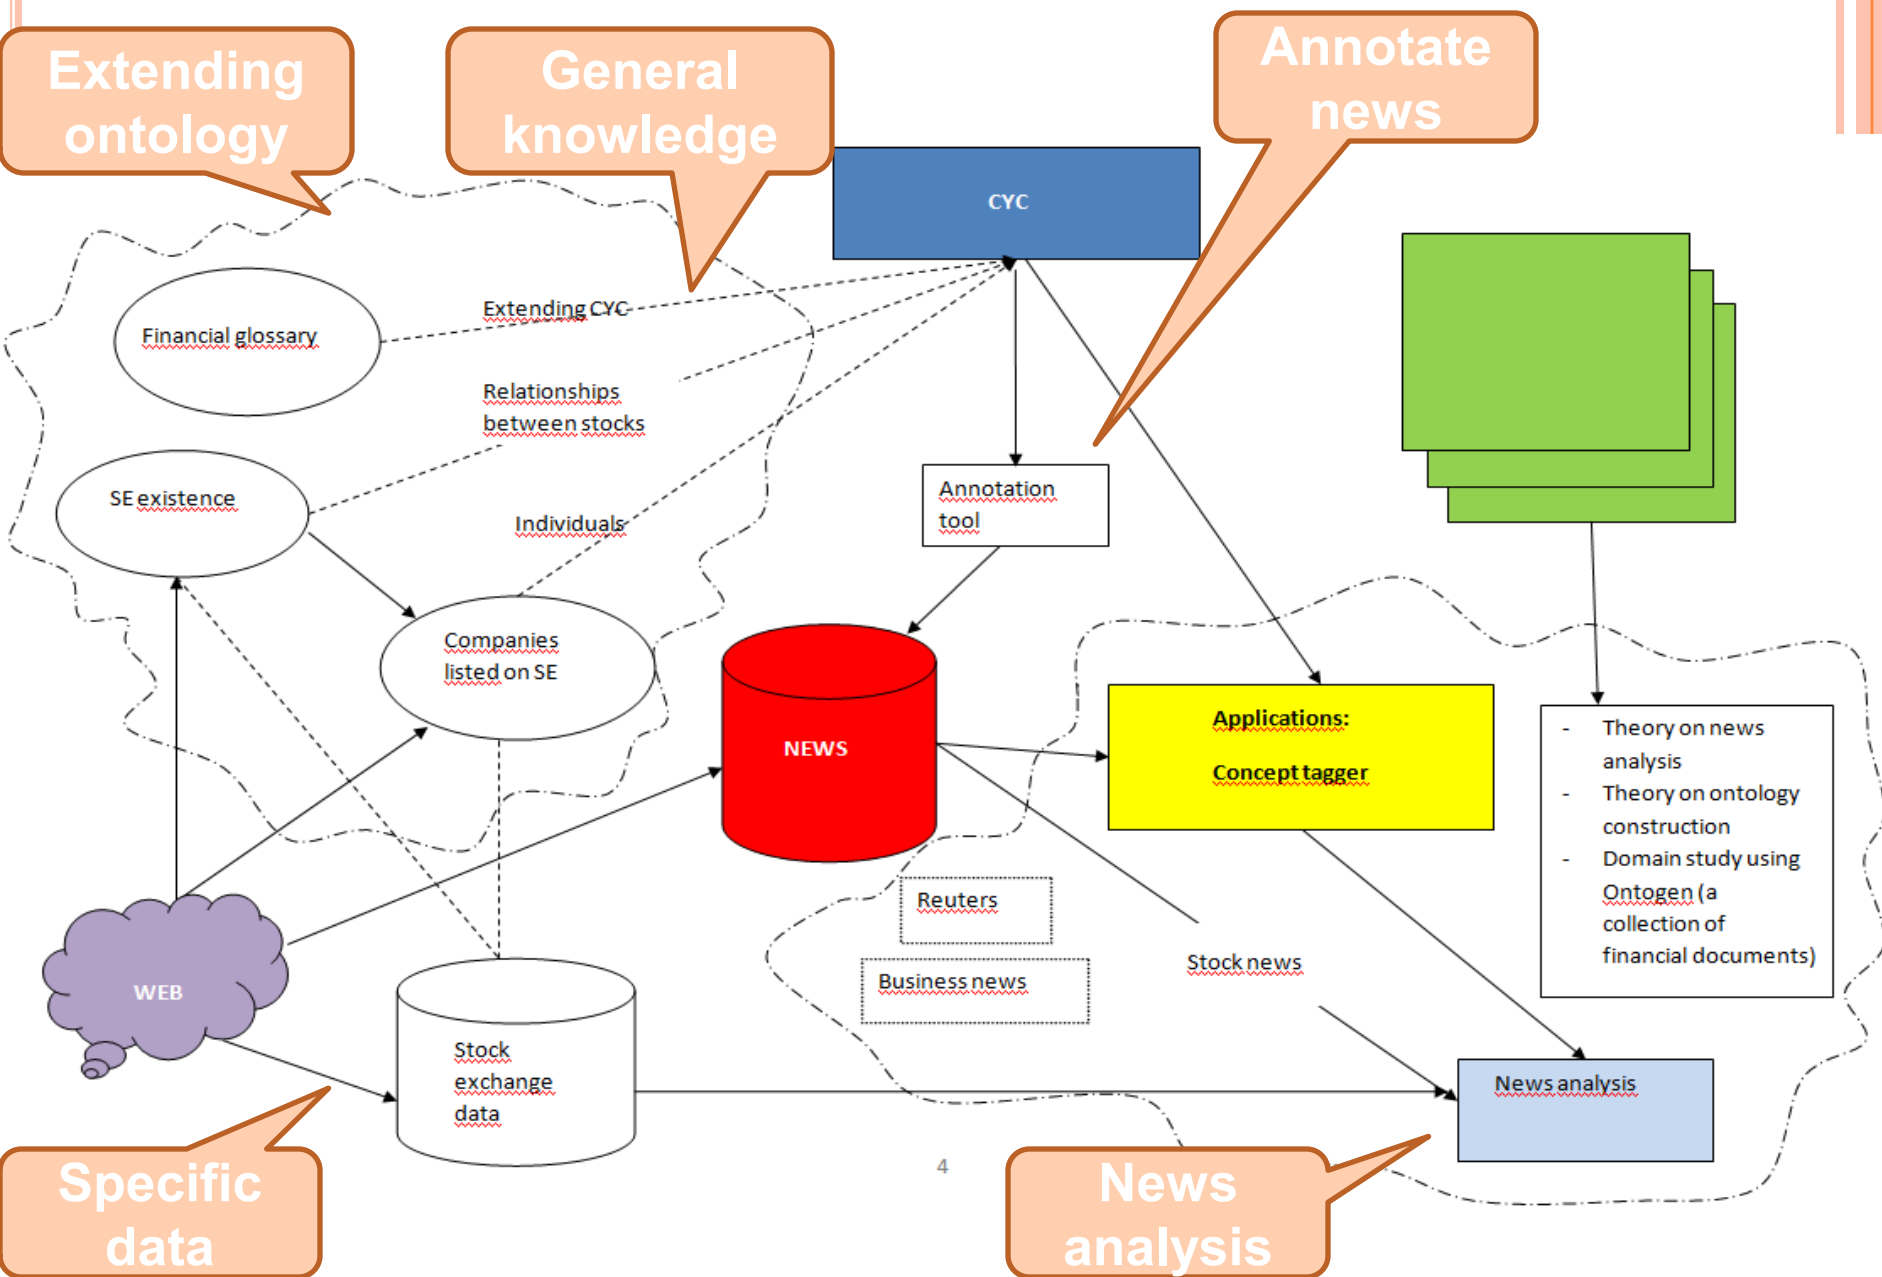 Extending
ontology
General
knowledge
Annotate
news
CYC
Financial glossary
Extending CYC
Relationships
between stocks
SE existence
Individuals
Annotation
tool
Companies
listed on SE
NEWS
Applications:
Concept tagger
- Theory on news
analysis
- Theory on ontology
construction
- Domain study using
Ontogen (a
collection of
financial documents)
Reuters
Business news
Stock news
WEB
Stock
exchange
data
News analysis
Specific
data
4
News
analysis